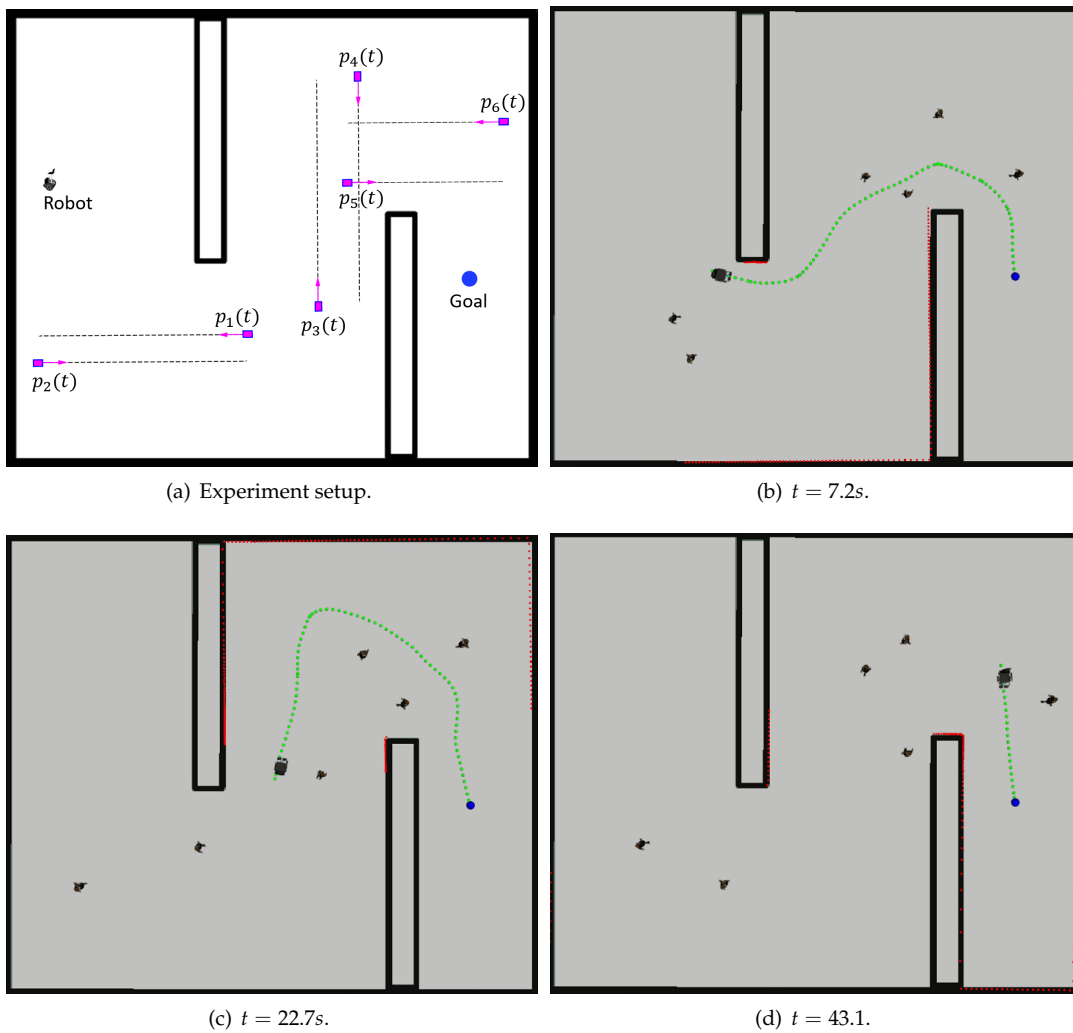 p₄(t)
p₆(t)
p₅(t)
Robot
Goal
p₁(t)
p₃(t)
p₂(t)
(a) Experiment setup.
(b) t = 7.2s.
(c) t = 22.7s.
(d) t = 43.1.